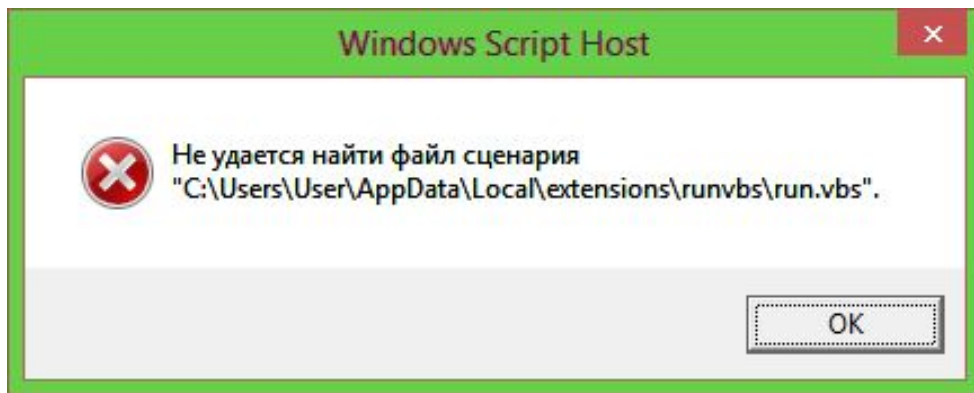 Windows Script Host
Не удается найти файл сценария
"C:\Users\User\AppData\Local\extensions\runvbs\run.vbs".
OK